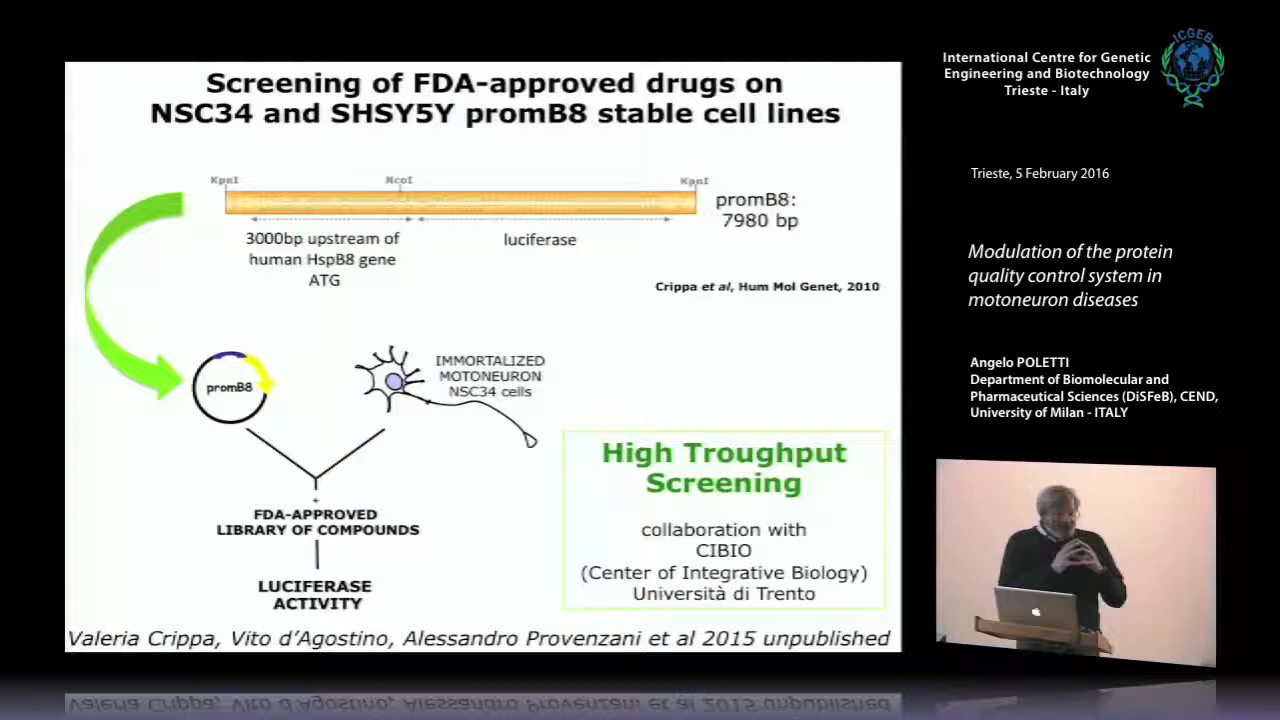 Screening of FDA-approved drugs on
NSC34 and SHSY5Y promB8 stable cell lines
KpnI
NcoI
KpnI
promB8:
7980 bp
3000bp upstream of
human HspB8 gene
ATG
luciferase
Crippa et al, Hum Mol Genet, 2010
promB8
IMMORTALIZED
MOTONEURON
NSC34 cells
+
FDA-APPROVED
LIBRARY OF COMPOUNDS
LUCIFERASE
ACTIVITY
High Troughput
Screening
collaboration with
CIBIO
(Center of Integrative Biology)
Università di Trento
Valeria Crippa, Vito d'Agostino, Alessandro Provenzani et al 2015 unpublished
International Centre for Genetic
Engineering and Biotechnology
Trieste - Italy
ICGEB
Trieste, 5 February 2016
Modulation of the protein
quality control system in
motoneuron diseases
Angelo POLETTI
Department of Biomolecular and
Pharmaceutical Sciences (DiSFeB), CEND,
University of Milan - ITALY